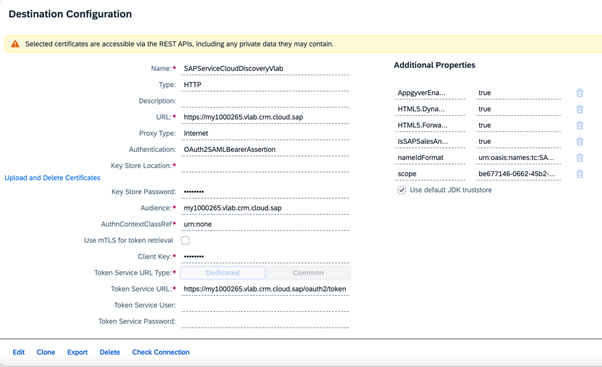 Destination Configuration
Selected certificates are accessible via the REST APIs, including any private data they may contain.
Name:* SAPServiceCloudDiscoveryVlab
Type: HTTP
Description:
URL:* https://my1000265.vlab.crm.cloud.sap
Proxy Type: Internet
Authentication: OAuth2SAMLBearerAssertion
Key Store Location:*
Upload and Delete Certificates
Key Store Password: ••••••••
Audience:* my1000265.vlab.crm.cloud.sap
AuthnContextClassRef* urn:none
Use mTLS for token retrieval
Client Key:* ••••••••
Token Service URL Type:* Dedicated Common
Token Service URL:* https://my1000265.vlab.crm.cloud.sap/oauth2/token
Token Service User:
Token Service Password:
Additional Properties
AppgyverEna... true
HTML5.Dyna... true
HTML5.Forwa... true
IsSAPSalesAn... true
nameIdFormat urn:oasis:names:tc:SA...
scope be677146-0662-45b2-...
Use default JDK truststore
Edit Clone Export Delete Check Connection